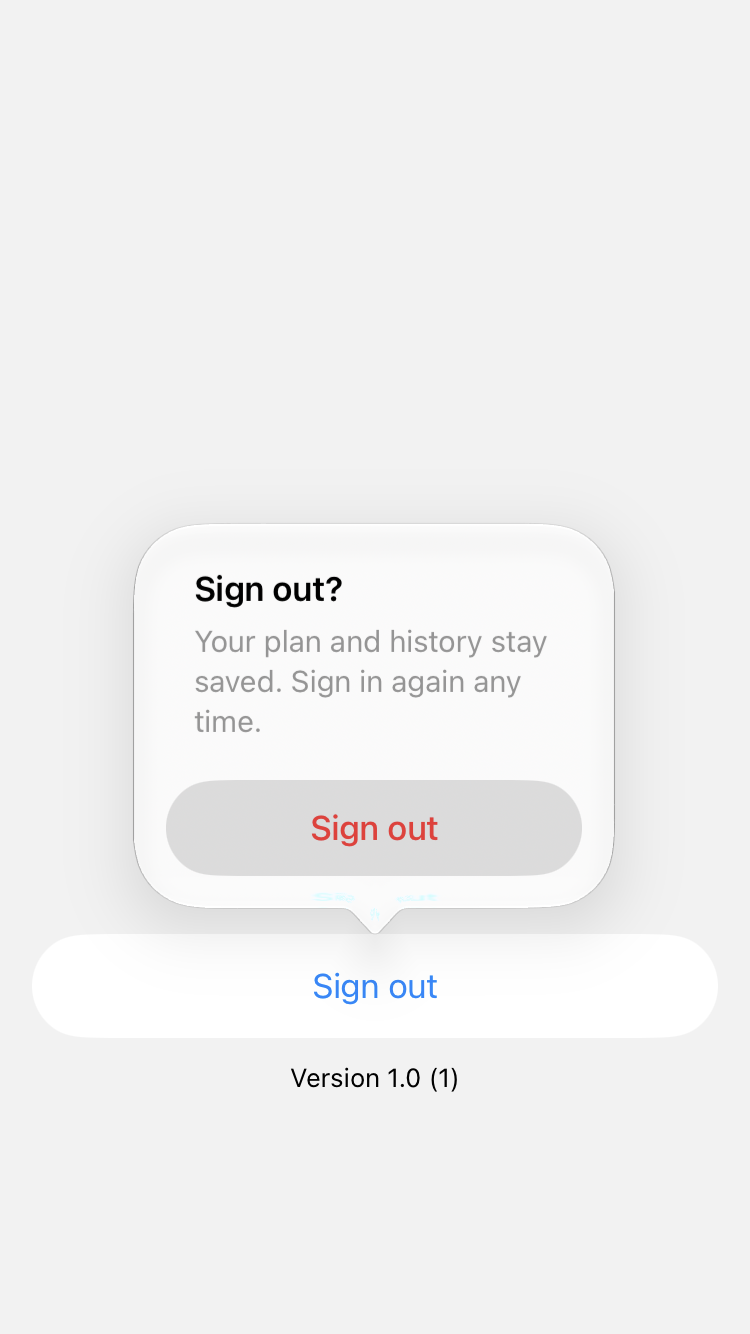 Sign out?
Your plan and history stay
saved. Sign in again any
time.
Sign out
Sign out
Version 1.0 (1)